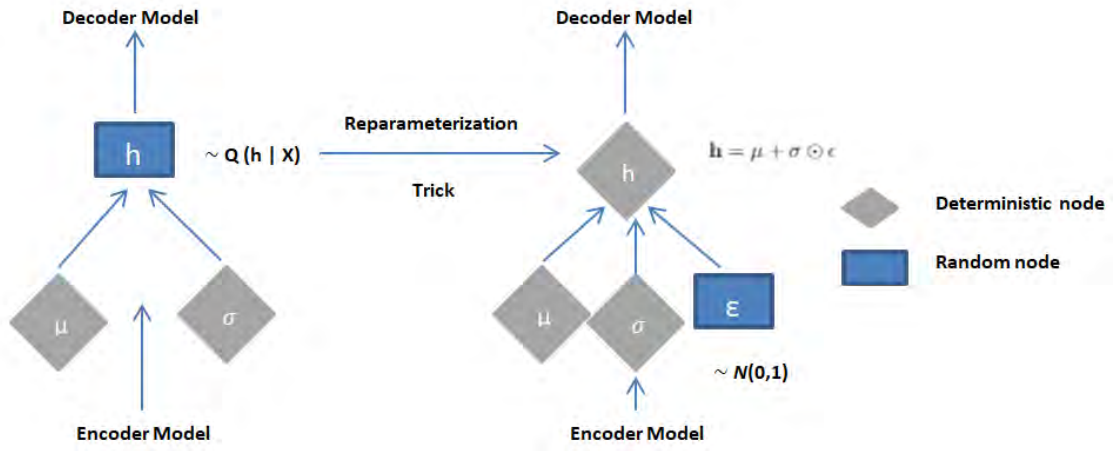 Decoder Model
Decoder Model
h
~ Q (h | X)
Reparameterization
Trick
h
h = μ + σ ⊙ ϵ
Deterministic node
Random node
μ
σ
μ
σ
ε
~ N(0,1)
Encoder Model
Encoder Model